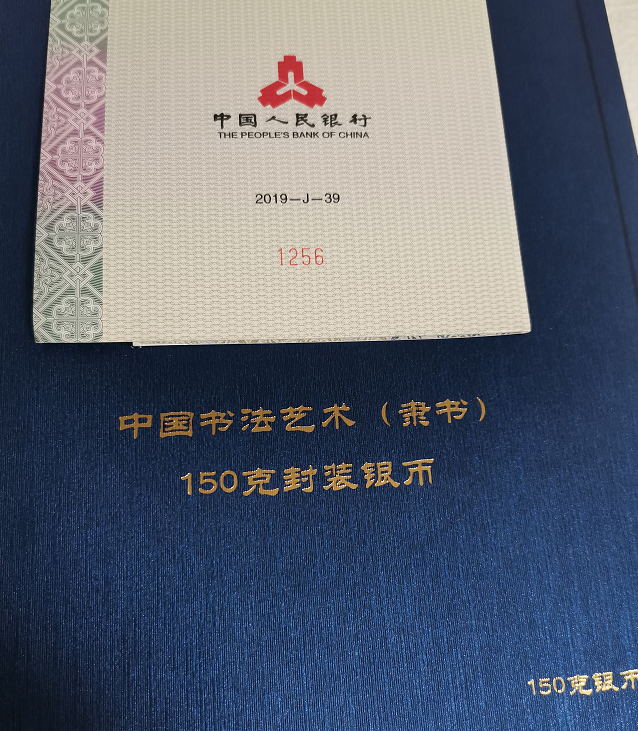 中国人民银行
THE PEOPLE'S BANK OF CHINA
2019－J－39
1256
中国书法艺术（隶书）
150克封装银币
150克银币